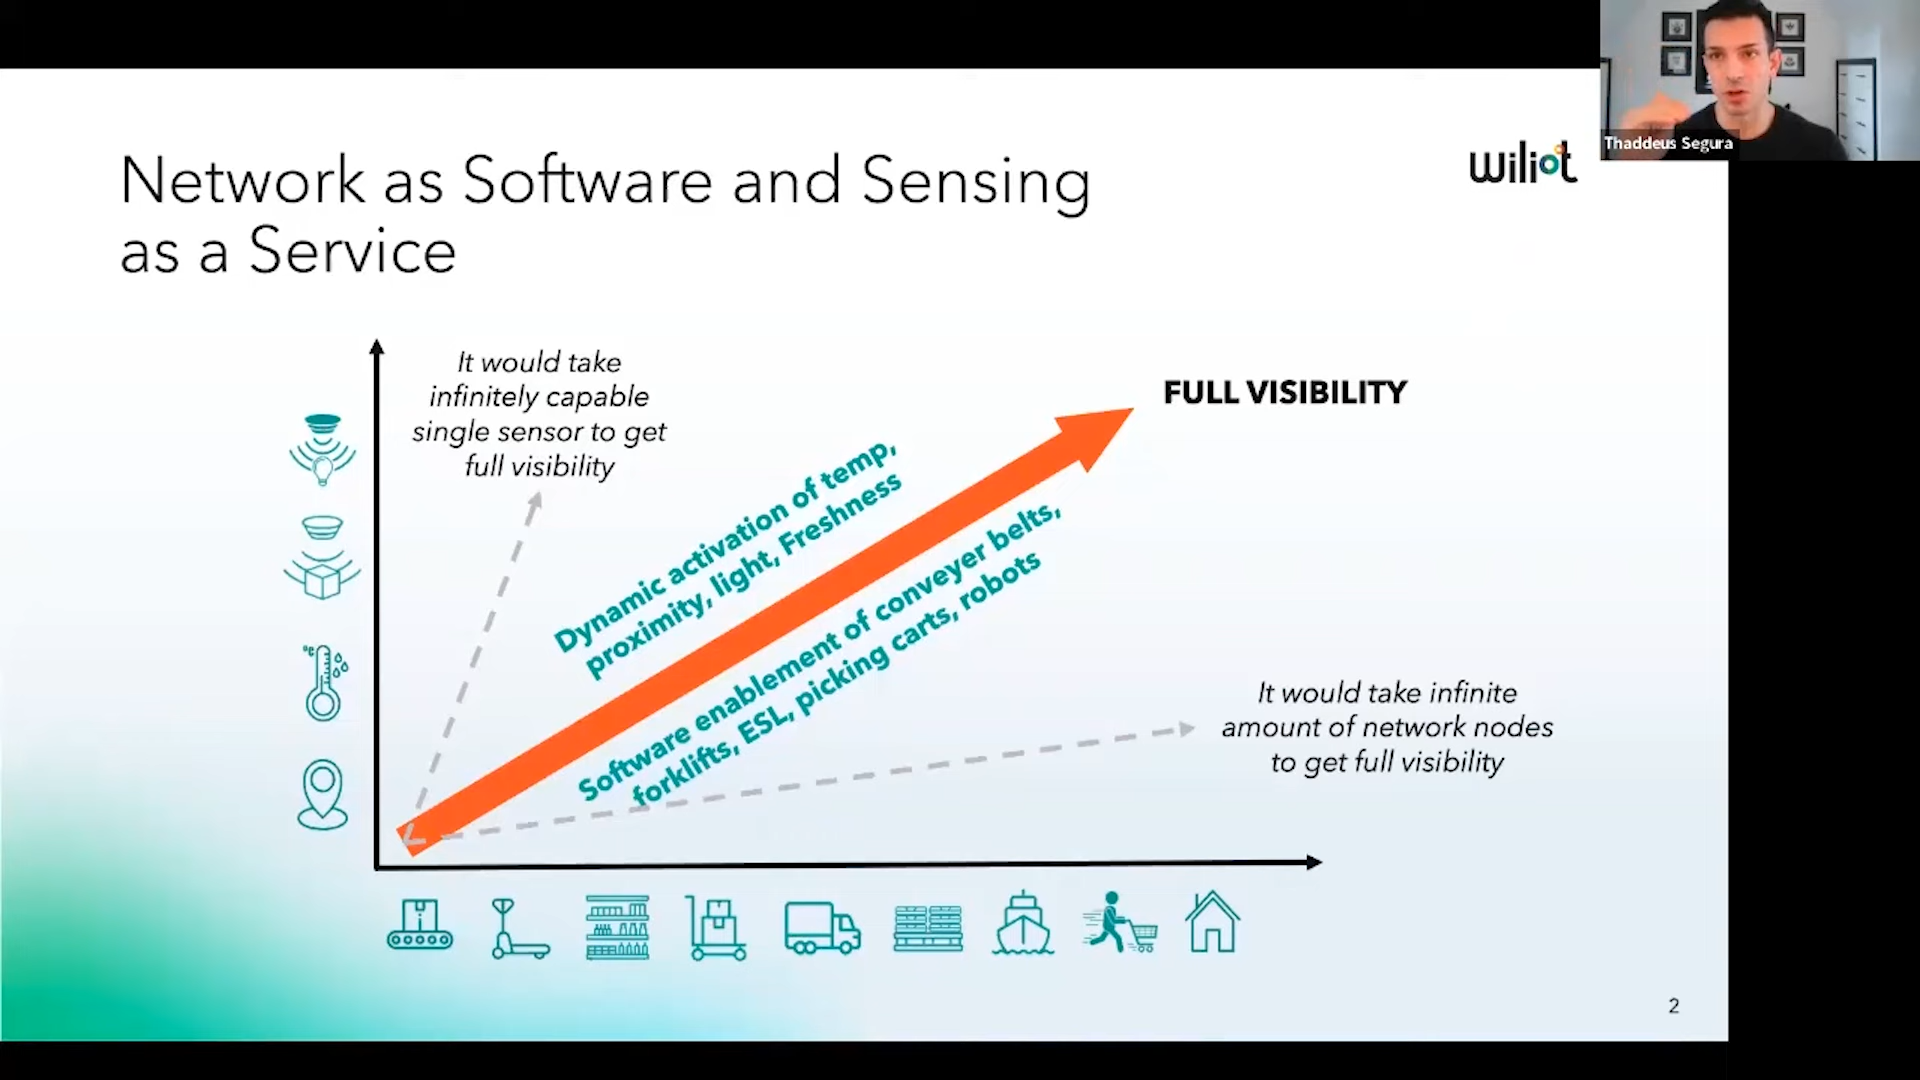 Thaddeus Segura
wiliot
Network as Software and Sensing
as a Service
It would take
infinitely capable
single sensor to get
full visibility
FULL VISIBILITY
Dynamic activation of temp,
proximity, light, Freshness
Software enablement of conveyer belts,
forklifts, ESL, picking carts, robots
It would take infinite
amount of network nodes
to get full visibility
°C
2